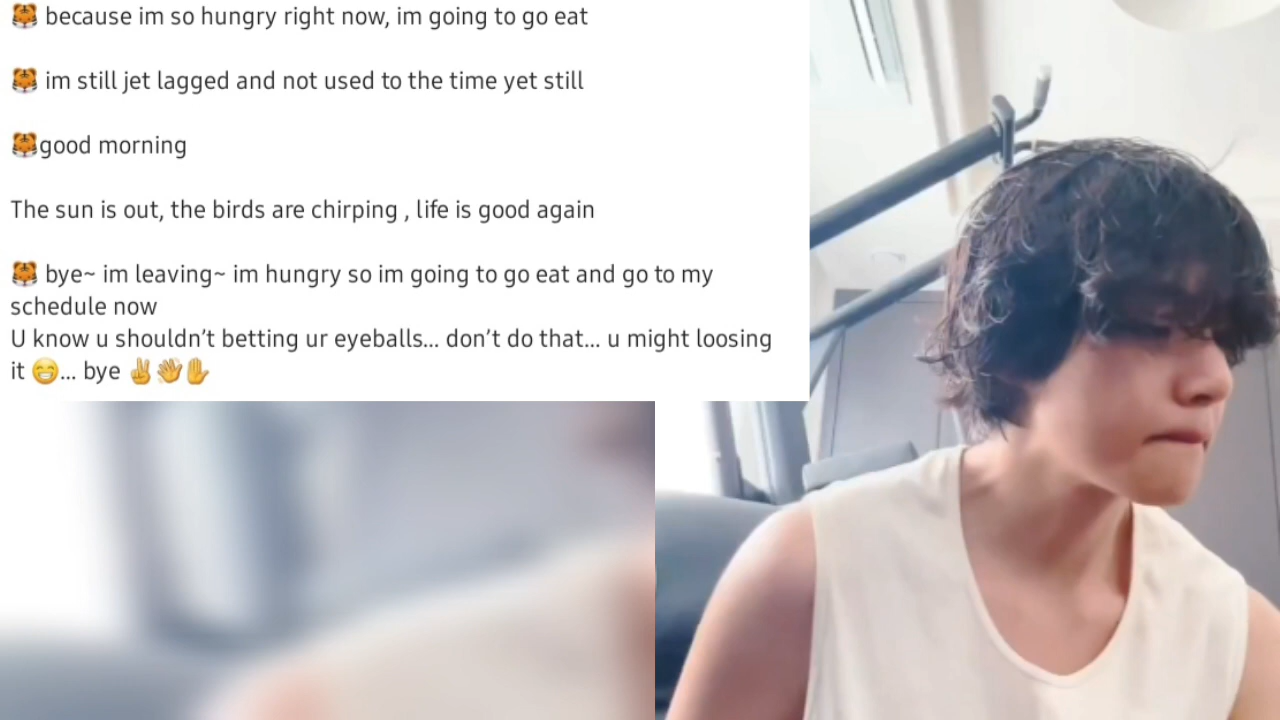 🐯 because im so hungry right now, im going to go eat
🐯 im still jet lagged and not used to the time yet still
🐯good morning
The sun is out, the birds are chirping , life is good again
🐯 bye~ im leaving~ im hungry so im going to go eat and go to my
schedule now
U know u shouldn’t betting ur eyeballs... don’t do that... u might loosing
it 😁... bye ✌️👋✋